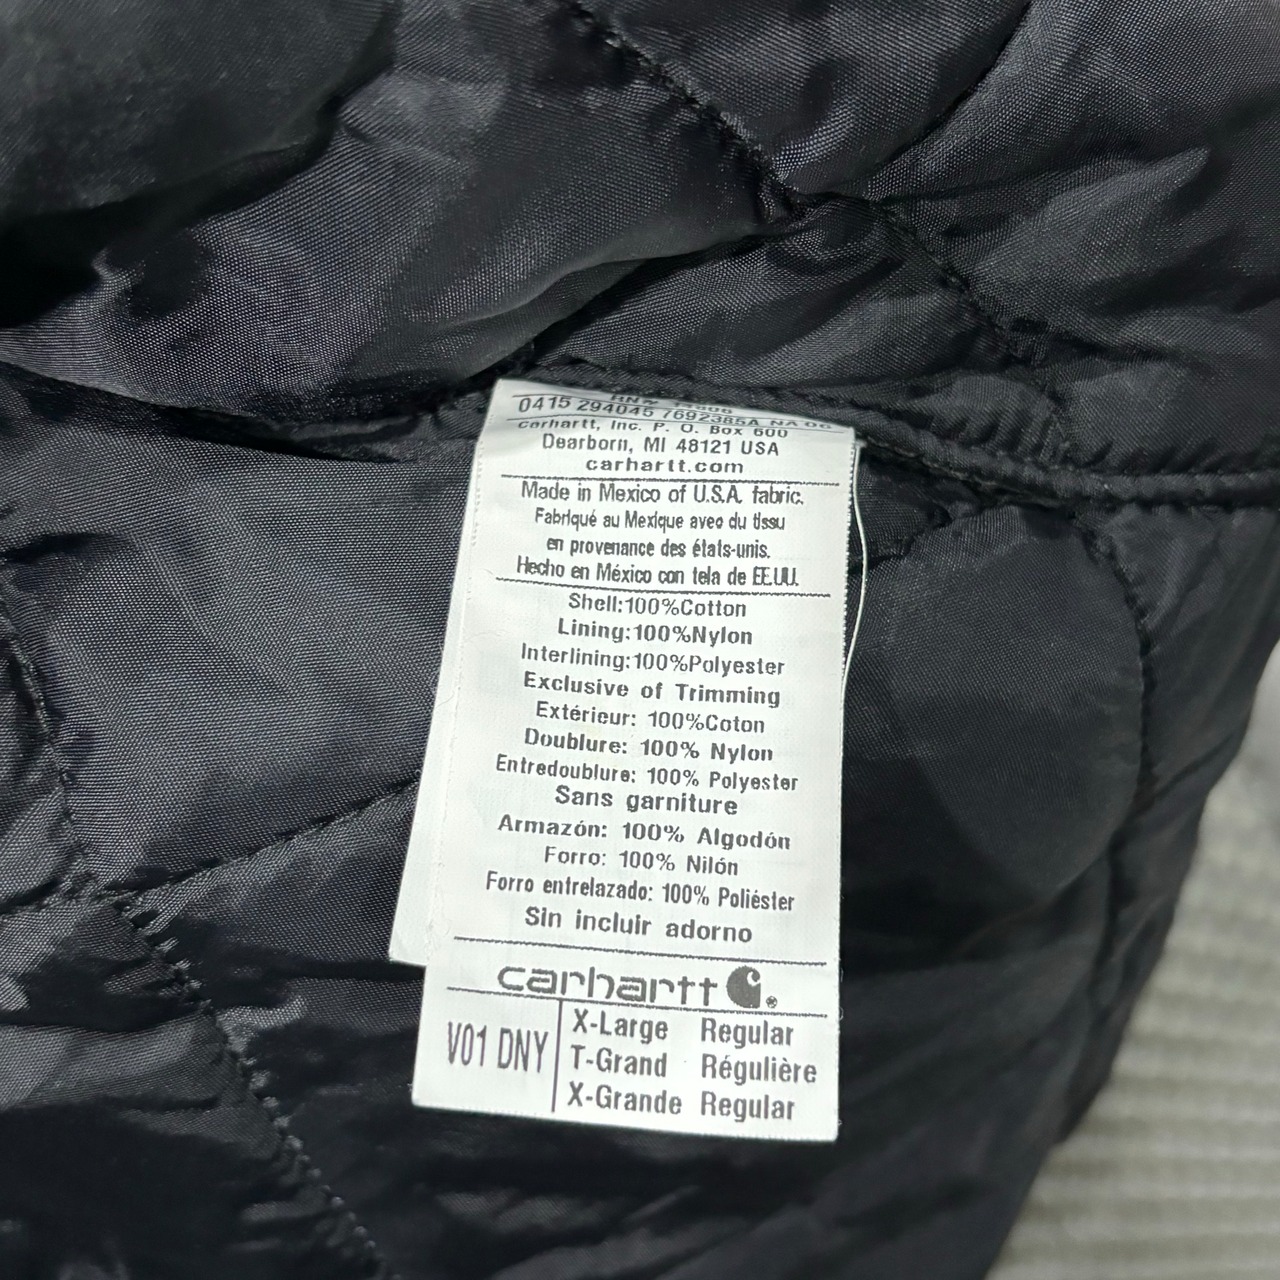 RN# 14806
0415 294045 7692385A NA 06
Carhartt, Inc. P. O. Box 600
Dearborn, MI 48121 USA
carhartt.com
Made in Mexico of U.S.A. fabric.
Fabriqué au Mexique avec du tissu
en provenance des états-unis.
Hecho en México con tela de EE.UU.
Shell:100%Cotton
Lining:100%Nylon
Interlining:100%Polyester
Exclusive of Trimming
Extérieur: 100%Coton
Doublure: 100% Nylon
Entredoublure: 100% Polyester
Sans garniture
Armazón: 100% Algodón
Forro: 100% Nilón
Forro entrelazado: 100% Poliéster
Sin incluir adorno
carhartt ®
V01 DNY
X-Large Regular
T-Grand Régulière
X-Grande Regular